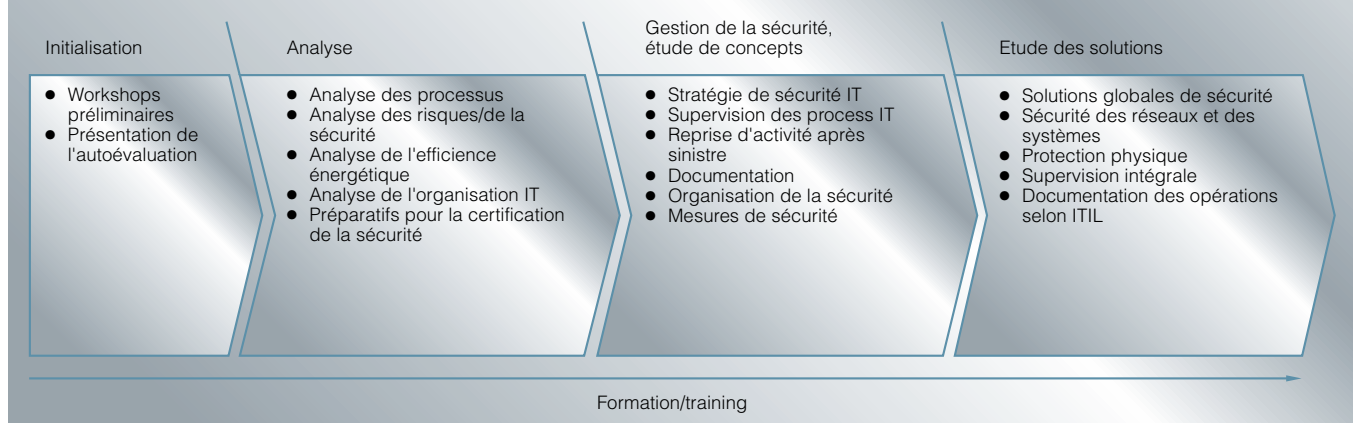 Initialisation
● Workshops
préliminaires
● Présentation de
l'autoévaluation
Analyse
● Analyse des processus
● Analyse des risques/de la
sécurité
● Analyse de l'efficience
énergétique
● Analyse de l'organisation IT
● Préparatifs pour la certification
de la sécurité
Gestion de la sécurité,
étude de concepts
● Stratégie de sécurité IT
● Supervision des process IT
● Reprise d'activité après
sinistre
● Documentation
● Organisation de la sécurité
● Mesures de sécurité
Etude des solutions
● Solutions globales de sécurité
● Sécurité des réseaux et des
systèmes
● Protection physique
● Supervision intégrale
● Documentation des opérations
selon ITIL
Formation/training